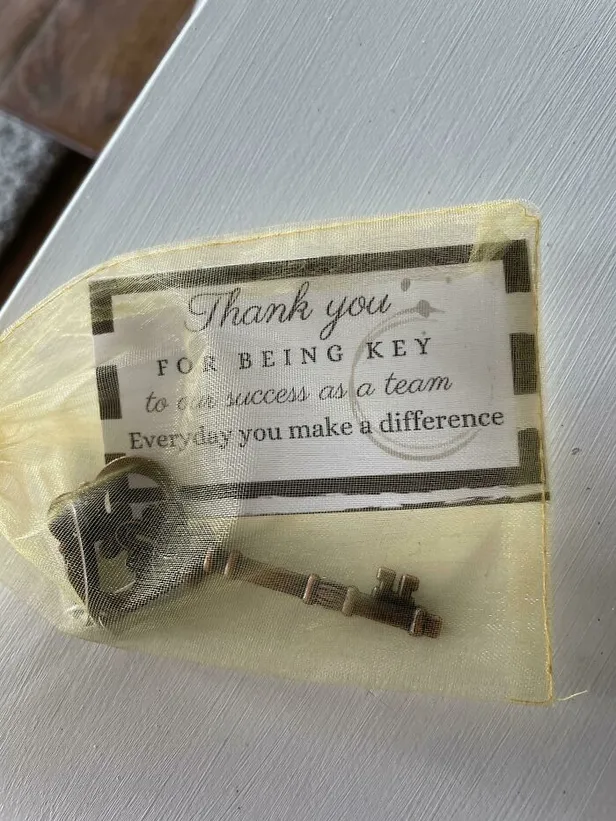 Thank you
FOR BEING KEY
to our success as a team
Everyday you make a difference